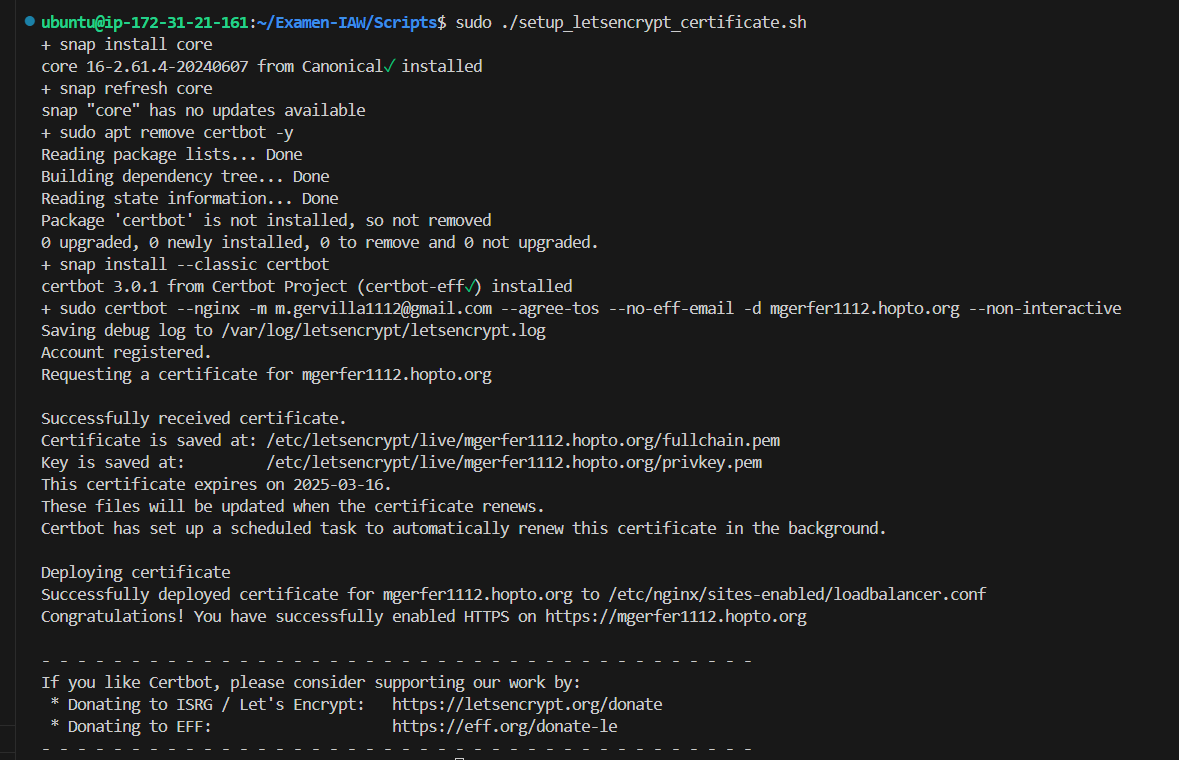 ubuntu@ip-172-31-21-161:~/Examen-IAW/Scripts$ sudo ./setup_letsencrypt_certificate.sh
+ snap install core
core 16-2.61.4-20240607 from Canonical✓ installed
+ snap refresh core
snap "core" has no updates available
+ sudo apt remove certbot -y
Reading package lists... Done
Building dependency tree... Done
Reading state information... Done
Package 'certbot' is not installed, so not removed
0 upgraded, 0 newly installed, 0 to remove and 0 not upgraded.
+ snap install --classic certbot
certbot 3.0.1 from Certbot Project (certbot-eff✓) installed
+ sudo certbot --nginx -m m.gervilla1112@gmail.com --agree-tos --no-eff-email -d mgerfer1112.hopto.org --non-interactive
Saving debug log to /var/log/letsencrypt/letsencrypt.log
Account registered.
Requesting a certificate for mgerfer1112.hopto.org
Successfully received certificate.
Certificate is saved at: /etc/letsencrypt/live/mgerfer1112.hopto.org/fullchain.pem
Key is saved at:         /etc/letsencrypt/live/mgerfer1112.hopto.org/privkey.pem
This certificate expires on 2025-03-16.
These files will be updated when the certificate renews.
Certbot has set up a scheduled task to automatically renew this certificate in the background.
Deploying certificate
Successfully deployed certificate for mgerfer1112.hopto.org to /etc/nginx/sites-enabled/loadbalancer.conf
Congratulations! You have successfully enabled HTTPS on https://mgerfer1112.hopto.org
- - - - - - - - - - - - - - - - - - - - - - - - - - - - - - - - - - - - - - - -
If you like Certbot, please consider supporting our work by:
 * Donating to ISRG / Let's Encrypt:   https://letsencrypt.org/donate
 * Donating to EFF:                    https://eff.org/donate-le
- - - - - - - - - - - - - - - - - - - - - - - - - - - - - - - - - - - - - - - -